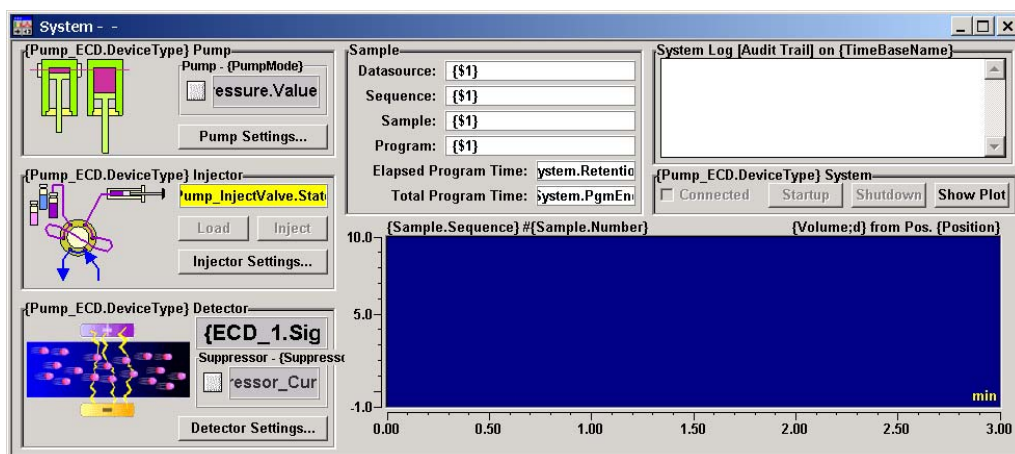 System - -
{Pump_ECD.DeviceType} Pump
Pump - {PumpMode}
ressure.Value
Pump Settings...
{Pump_ECD.DeviceType} Injector
Pump_InjectValve.State
Load Inject
Injector Settings...
{Pump_ECD.DeviceType} Detector
{ECD_1.Sig
Suppressor - {Suppresso
ressor_Cur
Detector Settings...
Sample
Datasource: {$1}
Sequence: {$1}
Sample: {$1}
Program: {$1}
Elapsed Program Time: ystem.Retentio
Total Program Time: System.PgmEn
System Log [Audit Trail] on {TimeBaseName}
{Pump_ECD.DeviceType} System
Connected Startup Shutdown Show Plot
{Sample.Sequence} #{Sample.Number} {Volume;d} from Pos. {Position}
10.0
5.0
-1.0
min
0.00 0.50 1.00 1.50 2.00 2.50 3.00